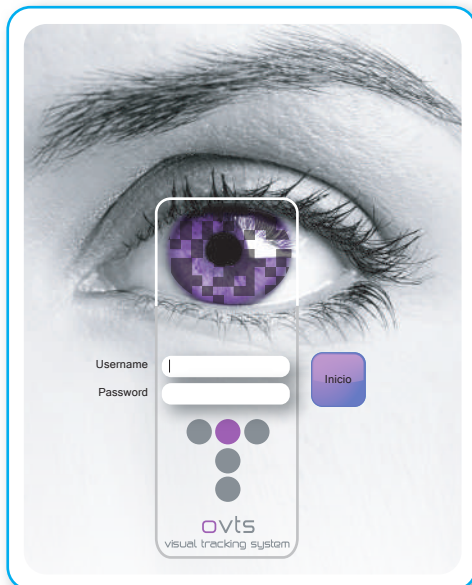 Username
Password
Inicio
ovts
visual tracking system